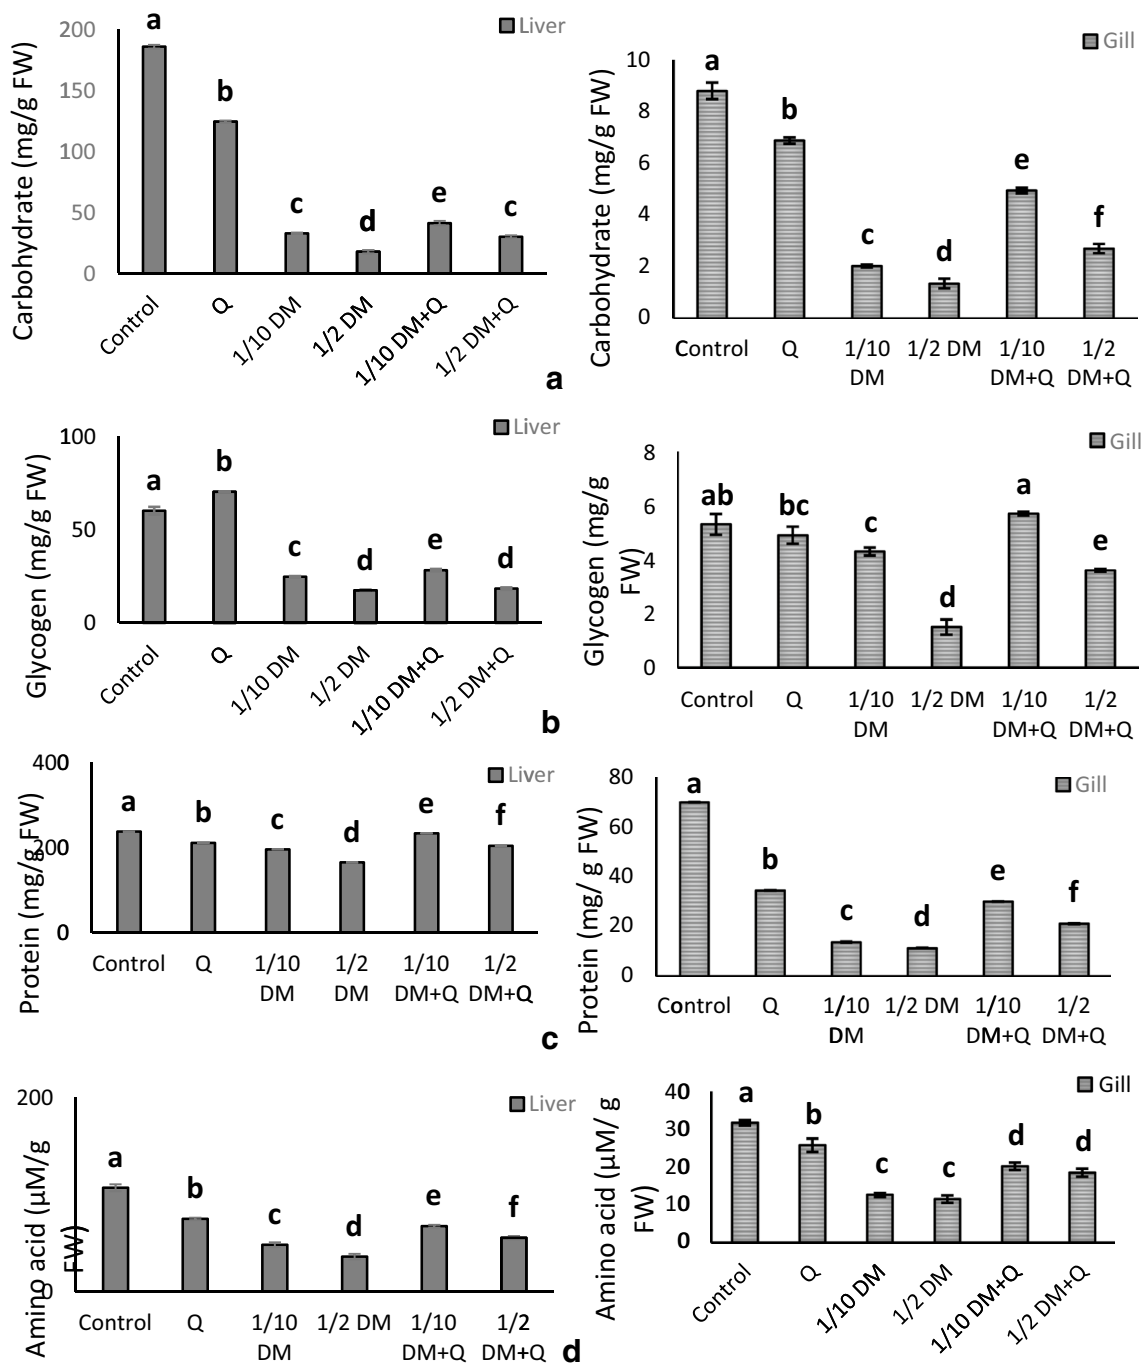 Liver
Carbohydrate (mg/g FW)
200
150
100
50
0
a
b
c
d
e
c
Control
Q
1/10 DM
1/2 DM
1/10 DM+Q
1/2 DM+Q
a
Gill
Carbohydrate (mg/g FW)
10
8
6
4
2
0
a
b
c
d
e
f
Control
Q
1/10
DM
1/2 DM
1/10
DM+Q
1/2
DM+Q
Liver
Glycogen (mg/g FW)
100
50
0
a
b
c
d
e
d
Control
Q
1/10 DM
1/2 DM
1/10 DM+Q
1/2 DM+Q
b
Gill
Glycogen (mg/g
FW)
8
6
4
2
0
ab
bc
c
d
a
e
Control
Q
1/10
DM
1/2 DM
1/10
DM+Q
1/2
DM+Q
Liver
Protein (mg/g FW)
400
200
0
a
b
c
d
e
f
Control
Q
1/10
DM
1/2
DM
1/10
DM+Q
1/2
DM+Q
c
Gill
Protein (mg/ g FW)
80
60
40
20
0
a
b
c
d
e
f
Control
Q
1/10
DM
1/2 DM
1/10
DM+Q
1/2
DM+Q
Liver
Amino acid (µM/g
FW)
200
0
a
b
c
d
e
f
Control
Q
1/10
DM
1/2 DM
1/10
DM+Q
1/2
DM+Q
d
Gill
Amino acid (µM/ g
FW)
40
30
20
10
0
a
b
c
c
d
d
Control
Q
1/10 DM
1/2 DM
1/10 DM+Q
1/2 DM+Q